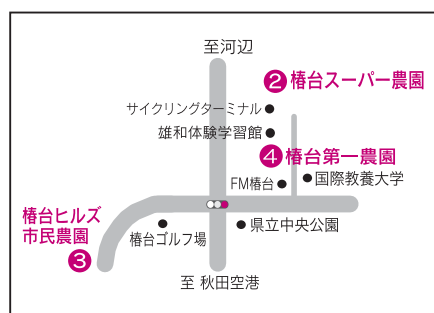 至河辺
❷椿台スーパー農園
サイクリングターミナル
雄和体験学習館
❹椿台第一農園
FM椿台
国際教養大学
椿台ヒルズ
市民農園
❸
椿台ゴルフ場
県立中央公園
至 秋田空港